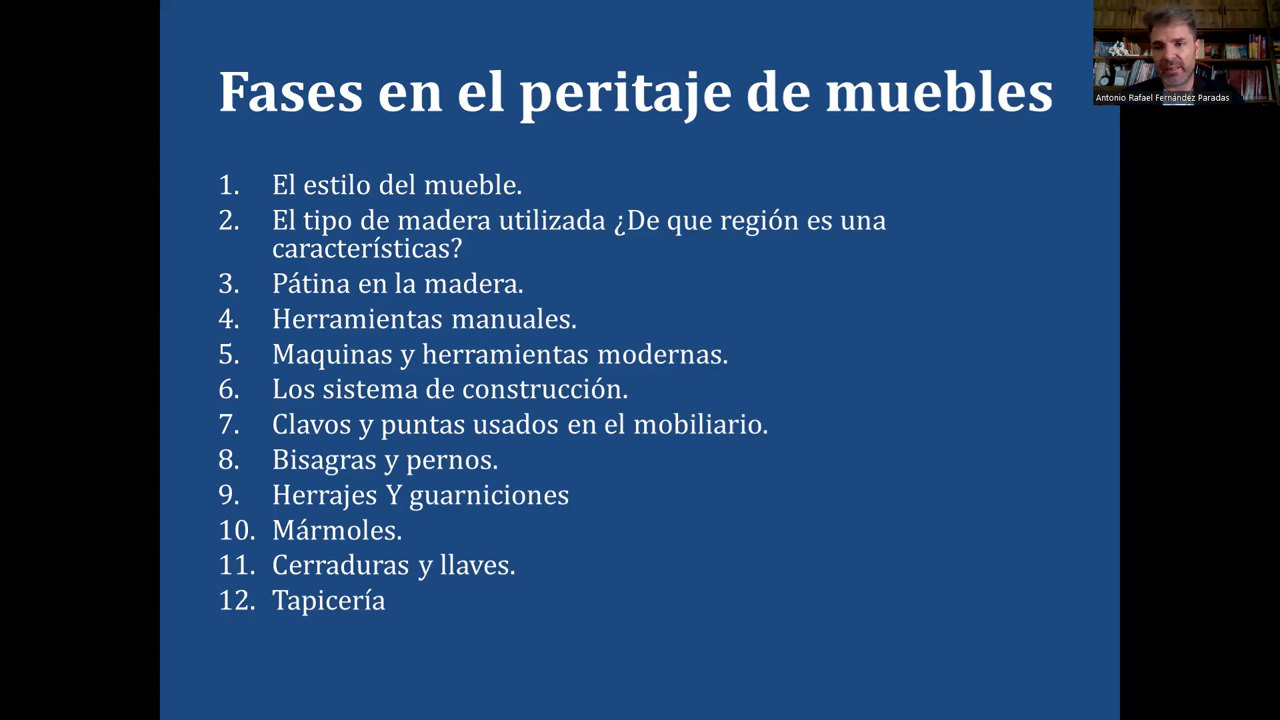 Fases en el peritaje de muebles
1. El estilo del mueble.
2. El tipo de madera utilizada ¿De que región es una
características?
3. Pátina en la madera.
4. Herramientas manuales.
5. Maquinas y herramientas modernas.
6. Los sistema de construcción.
7. Clavos y puntas usados en el mobiliario.
8. Bisagras y pernos.
9. Herrajes Y guarniciones
10. Mármoles.
11. Cerraduras y llaves.
12. Tapicería
Antonio Rafael Fernández Paradas